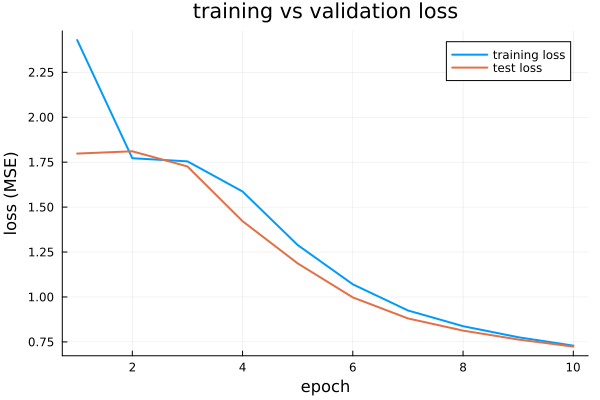 training vs validation loss
training loss
test loss
loss (MSE)
2.25
2.00
1.75
1.50
1.25
1.00
0.75
2 4 6 8 10
epoch